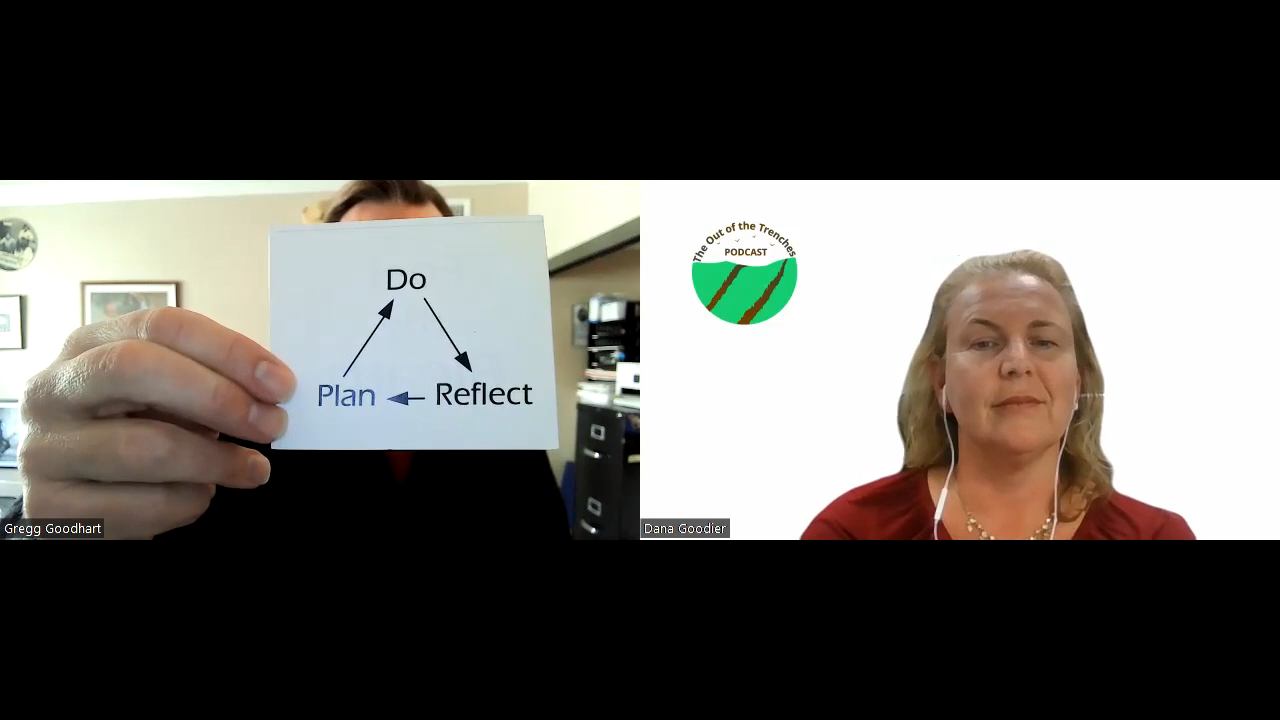 Do
Plan
Reflect
Gregg Goodhart
The Out of the Trenches
PODCAST
Dana Goodier